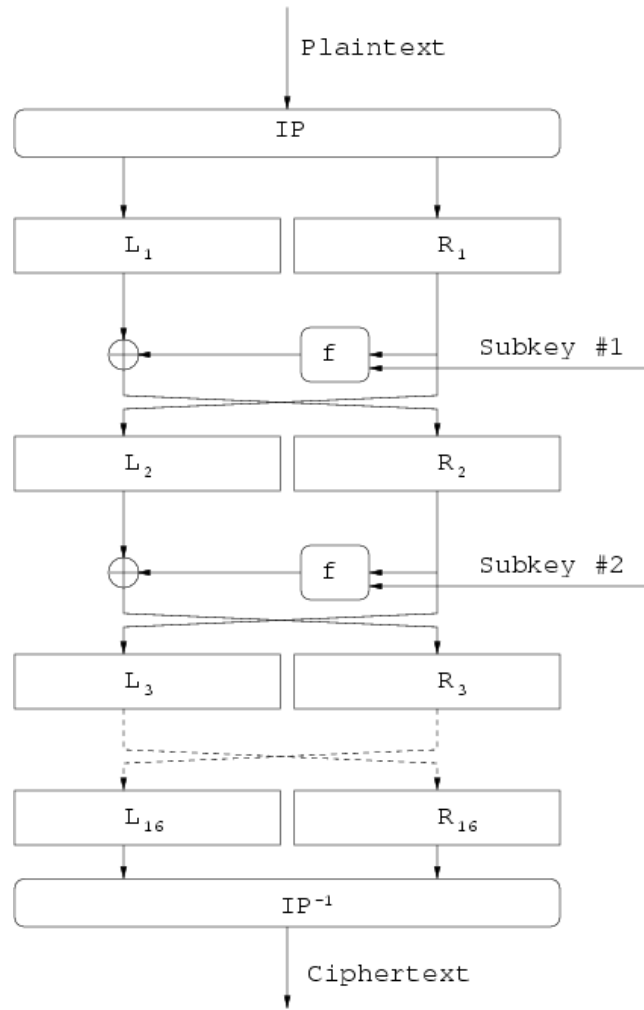 Plaintext
IP
L₁ R₁
f Subkey #1
L₂ R₂
f Subkey #2
L₃ R₃
L₁₆ R₁₆
IP⁻¹
Ciphertext